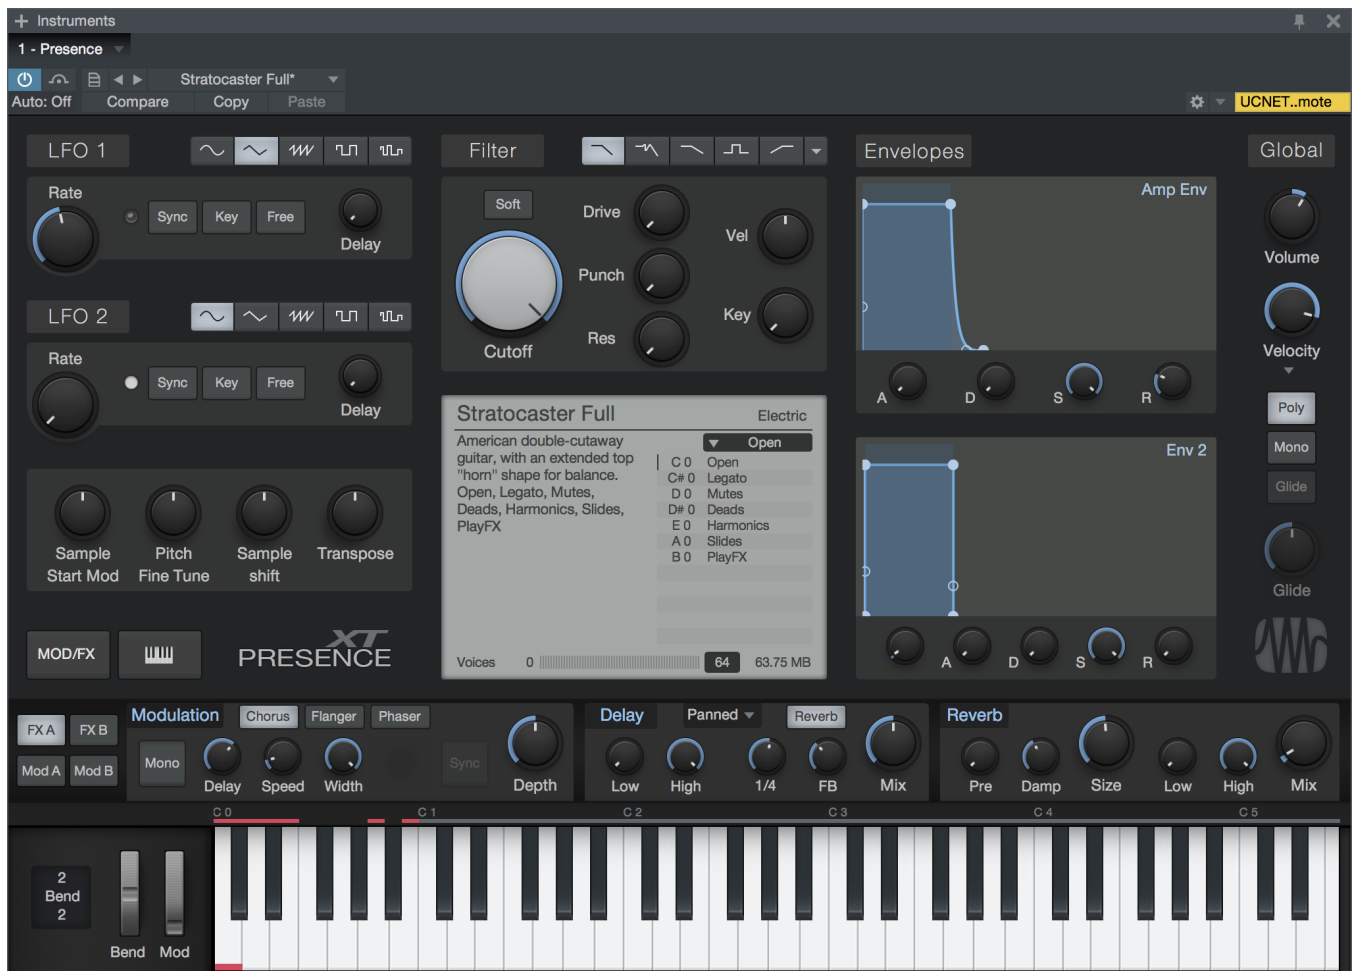 Instruments
1 - Presence
Stratocaster Full*
Auto: Off Compare Copy Paste
UCNET..mote
LFO 1
Rate
Sync Key Free
Delay
LFO 2
Rate
Sync Key Free
Delay
Sample Start Mod
Pitch Fine Tune
Sample shift
Transpose
MOD/FX
XT
PRESENCE
Filter
Soft
Drive
Vel
Punch
Key
Res
Cutoff
Stratocaster Full Electric
American double-cutaway
guitar, with an extended top
"horn" shape for balance.
Open, Legato, Mutes,
Deads, Harmonics, Slides,
PlayFX
Open
C 0 Open
C# 0 Legato
D 0 Mutes
D# 0 Deads
E 0 Harmonics
A 0 Slides
B 0 PlayFX
Voices 0 64 63.75 MB
Envelopes
Amp Env
A D S R
Env 2
A D S R
Global
Volume
Velocity
Poly
Mono
Glide
Glide
FX A FX B
Mod A Mod B
Modulation Chorus Flanger Phaser
Mono
Sync
Delay Speed Width Depth
Delay Panned Reverb
Low High 1/4 FB Mix
Reverb
Pre Damp Size Low High Mix
C 0 C 1 C 2 C 3 C 4 C 5
2
Bend
2
Bend Mod